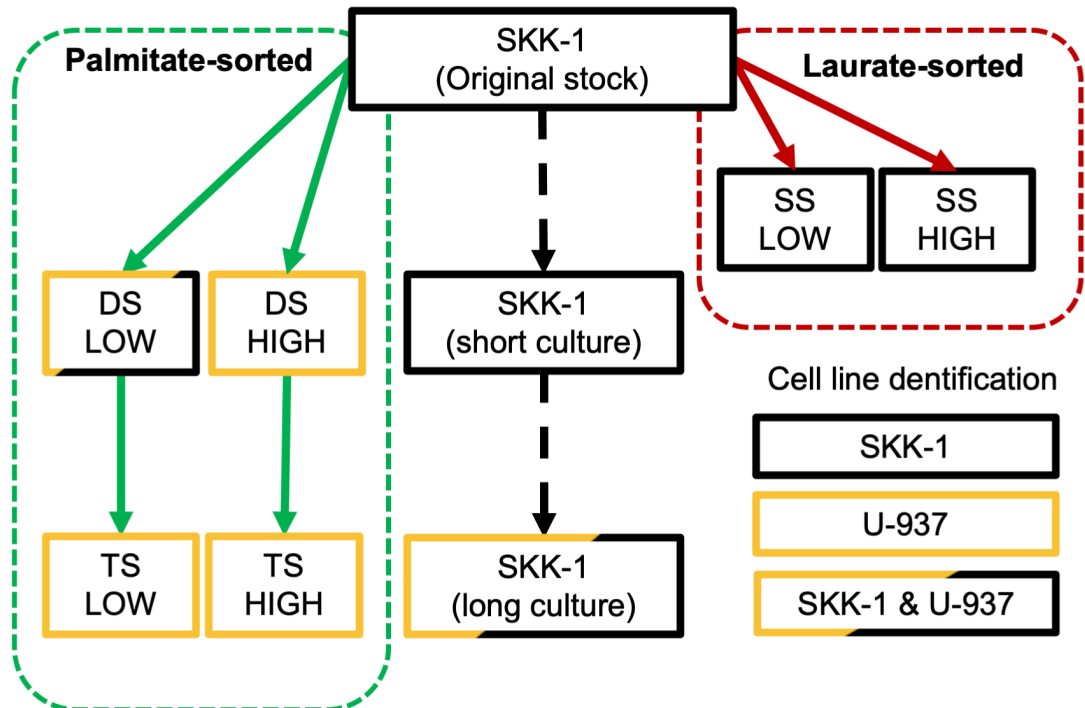 SKK-1
(Original stock)
Palmitate-sorted
Laurate-sorted
SS
LOW
SS
HIGH
DS
LOW
DS
HIGH
SKK-1
(short culture)
Cell line dentification
SKK-1
U-937
SKK-1 & U-937
TS
LOW
TS
HIGH
SKK-1
(long culture)